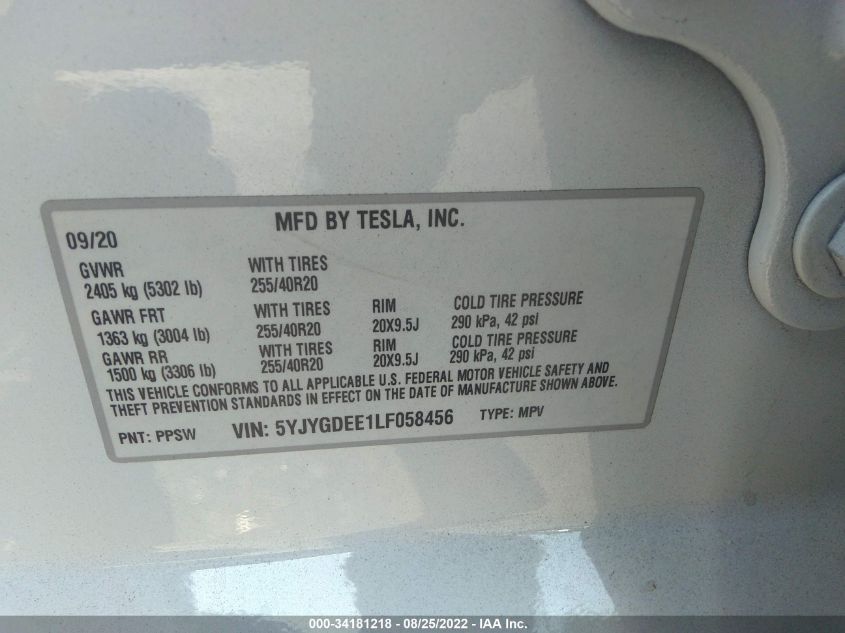 MFD BY TESLA, INC.
09/20
GVWR WITH TIRES
2405 kg (5302 lb) 255/40R20
GAWR FRT WITH TIRES RIM COLD TIRE PRESSURE
1363 kg (3004 lb) 255/40R20 20X9.5J 290 kPa, 42 psi
GAWR RR WITH TIRES RIM COLD TIRE PRESSURE
1500 kg (3306 lb) 255/40R20 20X9.5J 290 kPa, 42 psi
THIS VEHICLE CONFORMS TO ALL APPLICABLE U.S. FEDERAL MOTOR VEHICLE SAFETY AND
THEFT PREVENTION STANDARDS IN EFFECT ON THE DATE OF MANUFACTURE SHOWN ABOVE.
PNT: PPSW VIN: 5YJYGDEE1LF058456 TYPE: MPV
000-34181218 - 08/25/2022 - IAA Inc.